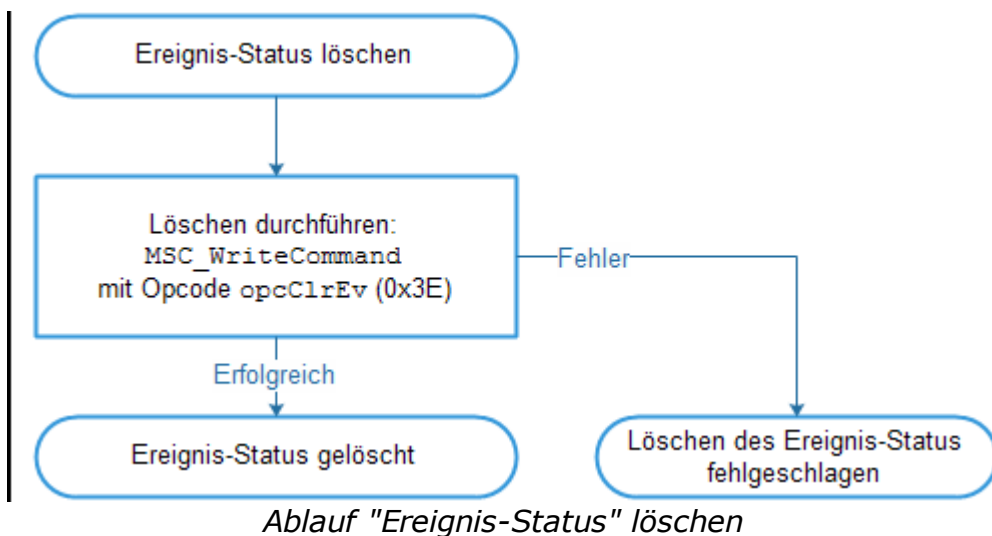 Ereignis-Status löschen
Löschen durchführen:
MSC_WriteCommand
mit Opcode opcClrEv (0x3E)
Fehler
Erfolgreich
Ereignis-Status gelöscht
Löschen des Ereignis-Status
fehlgeschlagen
Ablauf "Ereignis-Status" löschen